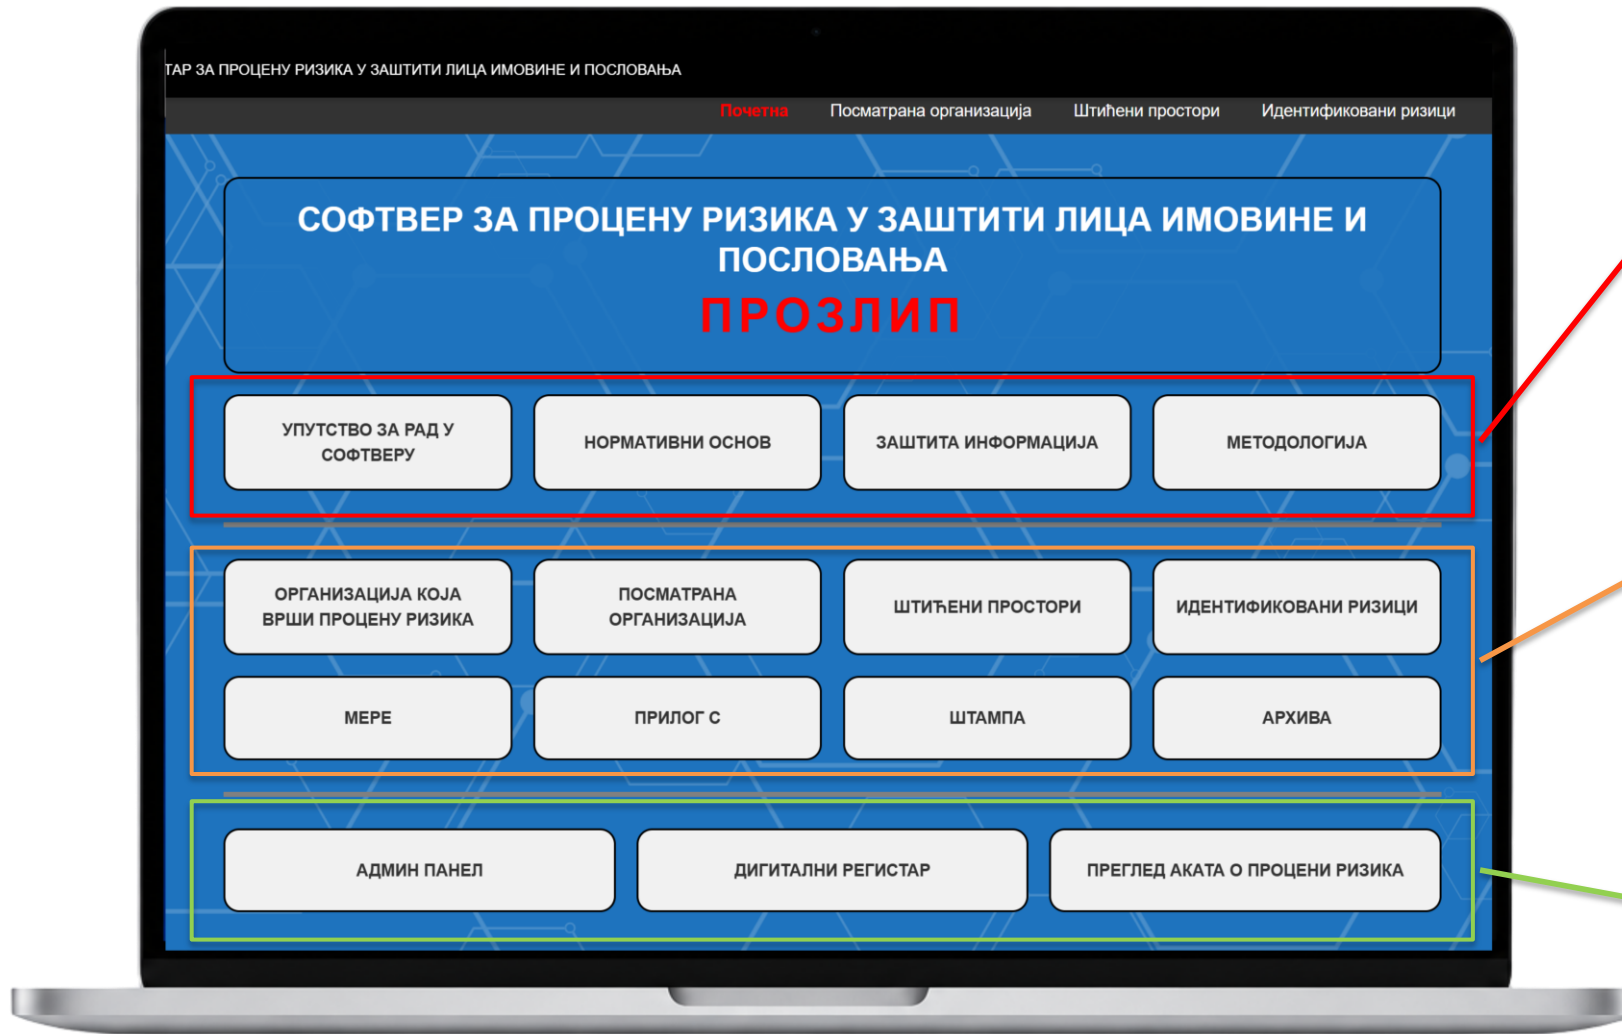 ТАР ЗА ПРОЦЕНУ РИЗИКА У ЗАШТИТИ ЛИЦА ИМОВИНЕ И ПОСЛОВАЊА
Почетна Посматрана организација Штићени простори Идентификовани ризици
СОФТВЕР ЗА ПРОЦЕНУ РИЗИКА У ЗАШТИТИ ЛИЦА ИМОВИНЕ И
ПОСЛОВАЊА
ПРОЗЛИП
УПУТСТВО ЗА РАД У
СОФТВЕРУ
НОРМАТИВНИ ОСНОВ
ЗАШТИТА ИНФОРМАЦИЈА
МЕТОДОЛОГИЈА
ОРГАНИЗАЦИЈА КОЈА
ВРШИ ПРОЦЕНУ РИЗИКА
ПОСМАТРАНА
ОРГАНИЗАЦИЈА
ШТИЋЕНИ ПРОСТОРИ
ИДЕНТИФИКОВАНИ РИЗИЦИ
МЕРЕ
ПРИЛОГ С
ШТАМПА
АРХИВА
АДМИН ПАНЕЛ
ДИГИТАЛНИ РЕГИСТАР
ПРЕГЛЕД АКАТА О ПРОЦЕНИ РИЗИКА